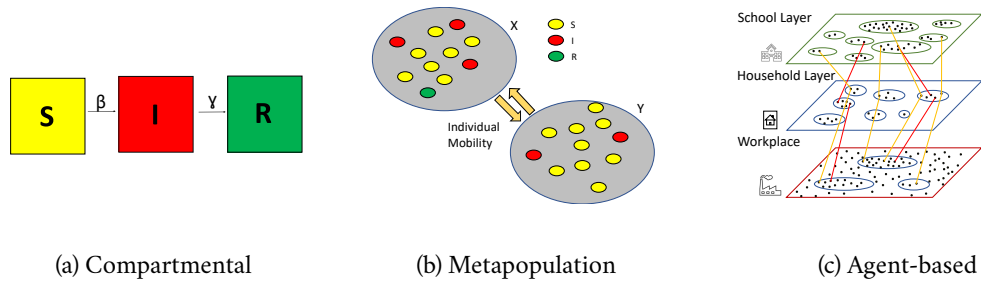 S
β
I
γ
R
(a) Compartmental
X
S
I
R
Individual
Mobility
Y
(b) Metapopulation
School Layer
Household Layer
Workplace
(c) Agent-based